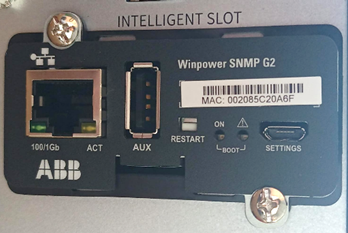 INTELLIGENT SLOT
Winpower SNMP G2
MAC: 002085C20A6F
ON
RESTART
BOOT
100/1Gb
ACT
AUX
SETTINGS
ABB